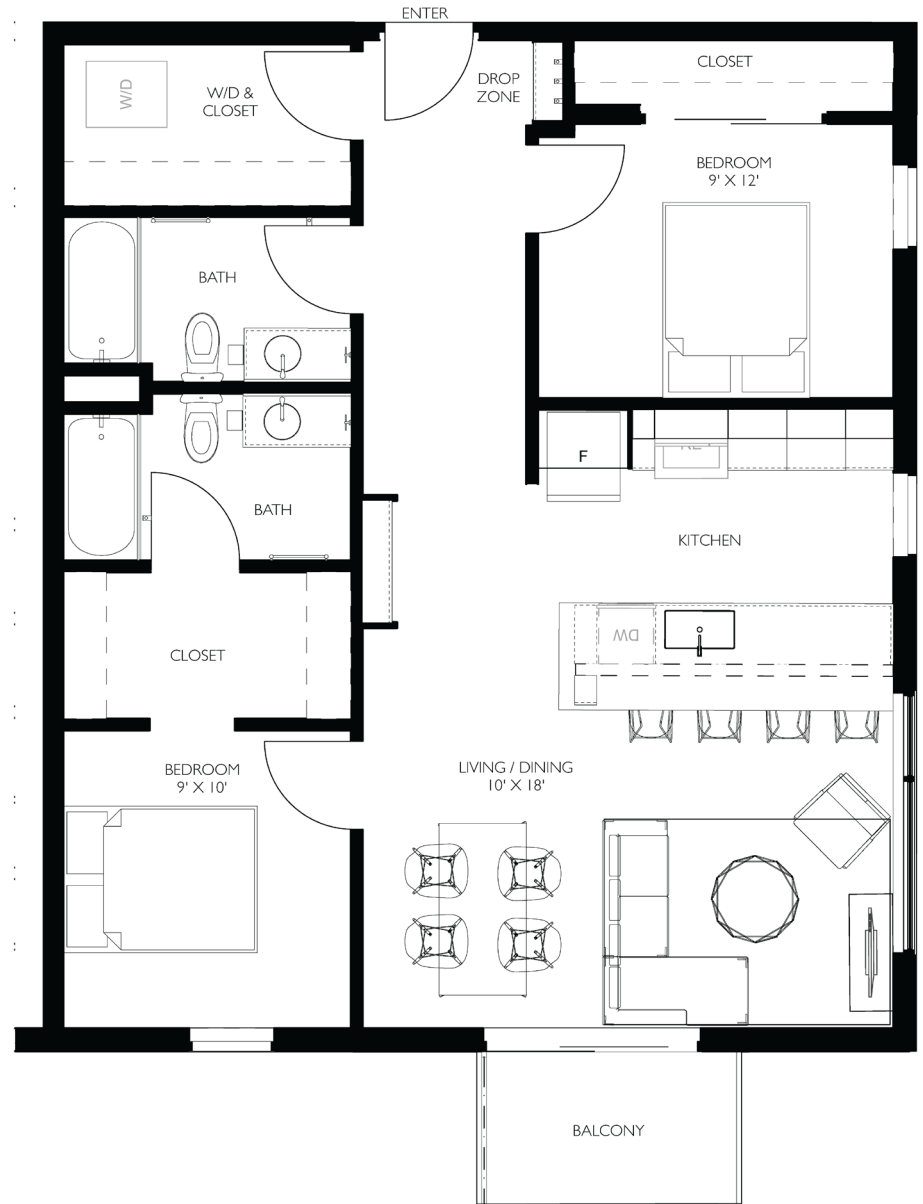 ENTER
CLOSET
DROP
ZONE
W/D
W/D &
CLOSET
BEDROOM
9' X 12'
BATH
F
BATH
KITCHEN
DW
CLOSET
BEDROOM
9' X 10'
LIVING / DINING
10' X 18'
BALCONY